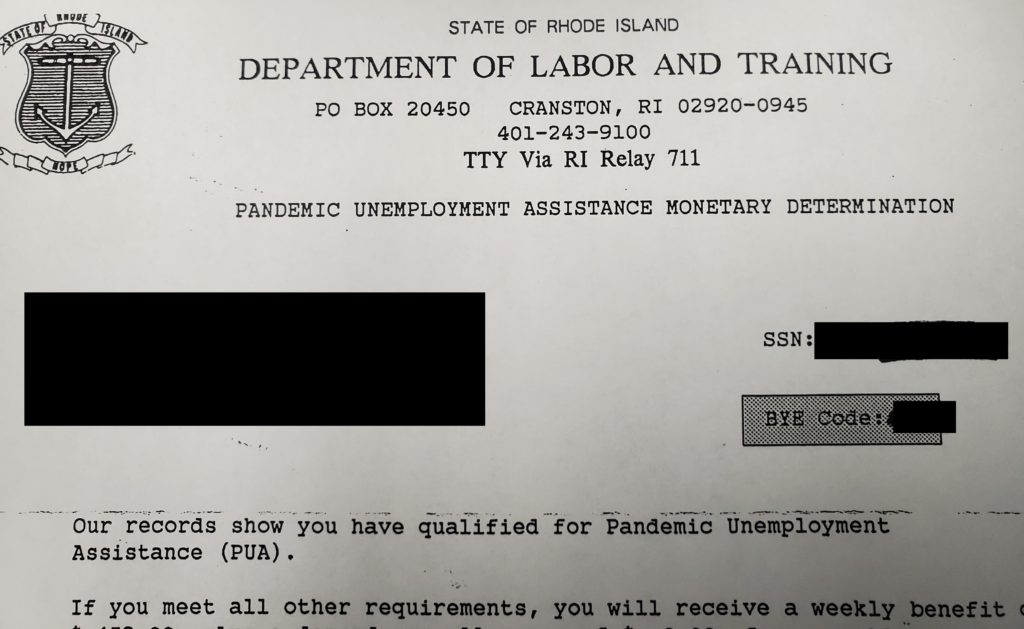 STATE OF RHODE ISLAND
HOPE
STATE OF RHODE ISLAND
DEPARTMENT OF LABOR AND TRAINING
PO BOX 20450 CRANSTON, RI 02920-0945
401-243-9100
TTY Via RI Relay 711
PANDEMIC UNEMPLOYMENT ASSISTANCE MONETARY DETERMINATION
SSN:
BYE Code:
Our records show you have qualified for Pandemic Unemployment
Assistance (PUA).
If you meet all other requirements, you will receive a weekly benefit